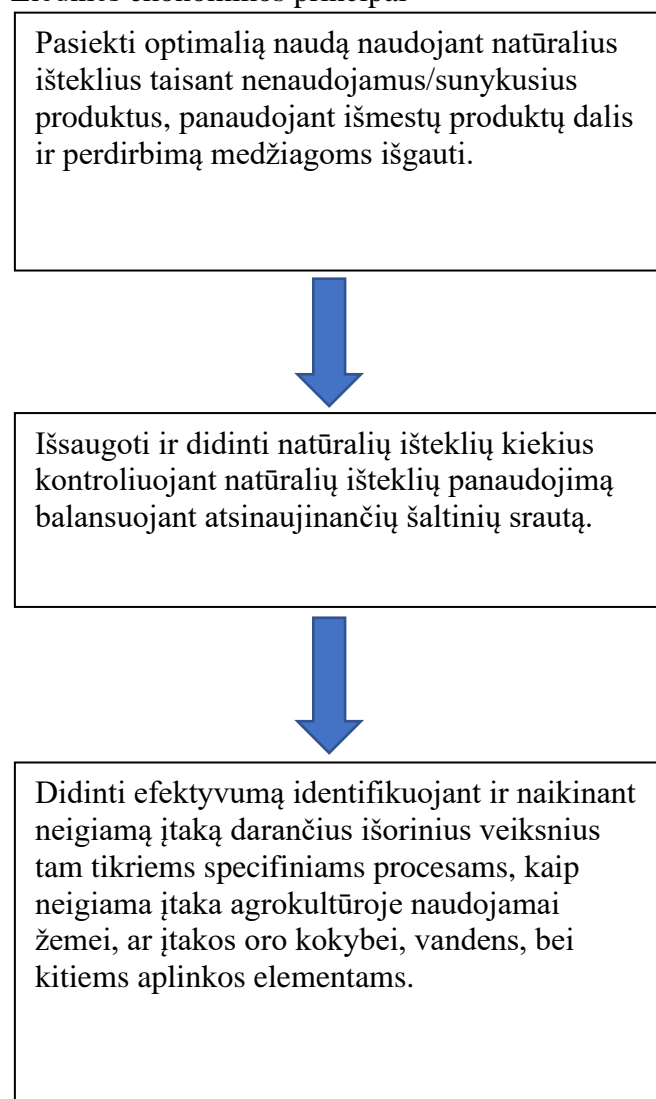 Pasiekti optimalią naudą naudojant natūralius
išteklius taisant nenaudojamus/sunykusius
produktus, panaudojant išmestų produktų dalis
ir perdirbimą medžiagoms išgauti.
Išsaugoti ir didinti natūralių išteklių kiekius
kontroliuojant natūralių išteklių panaudojimą
balansuojant atsinaujinančių šaltinių srautą.
Didinti efektyvumą identifikuojant ir naikinant
neigiamą įtaką darančius išorinius veiksnius
tam tikriems specifiniams procesams, kaip
neigiama įtaka agrokultūroje naudojamai
žemei, ar įtakos oro kokybei, vandens, bei
kitiems aplinkos elementams.